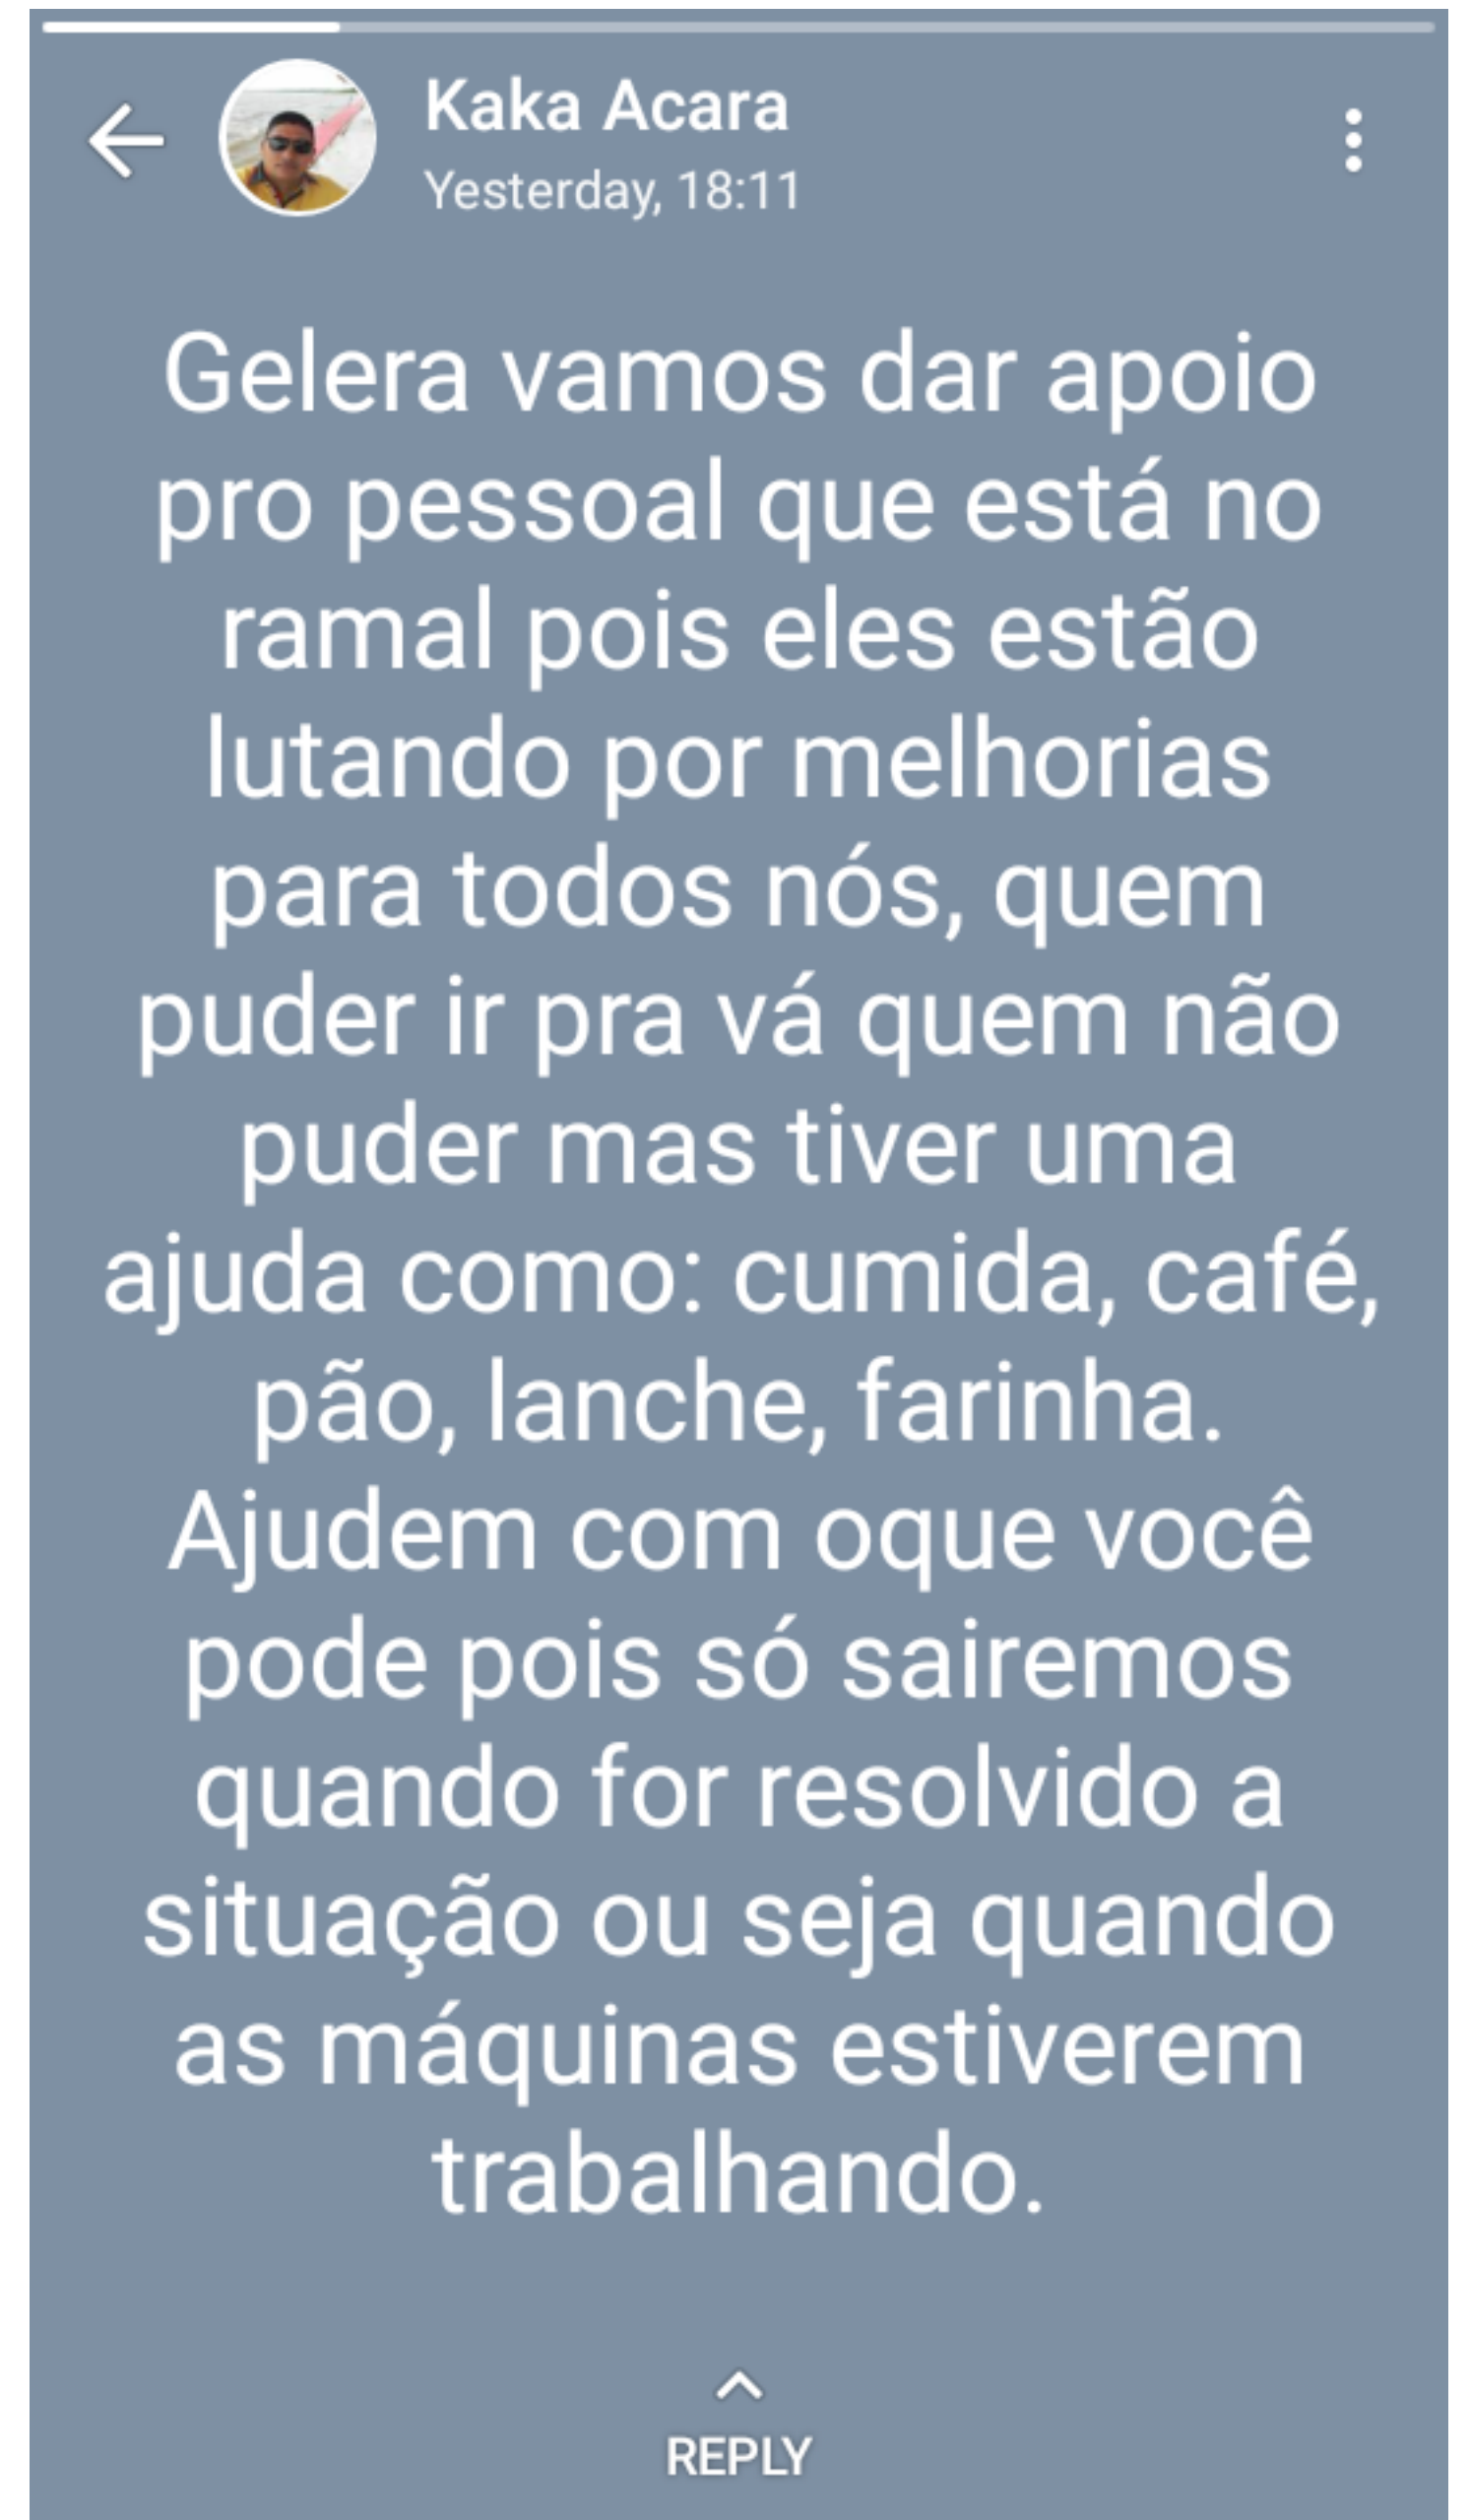 Kaka Acara
Yesterday, 18:11
Gelera vamos dar apoio
pro pessoal que está no
ramal pois eles estão
lutando por melhorias
para todos nós, quem
puder ir pra vá quem não
puder mas tiver uma
ajuda como: cumida, café,
pão, lanche, farinha.
Ajudem com oque você
pode pois só sairemos
quando for resolvido a
situação ou seja quando
as máquinas estiverem
trabalhando.
REPLY